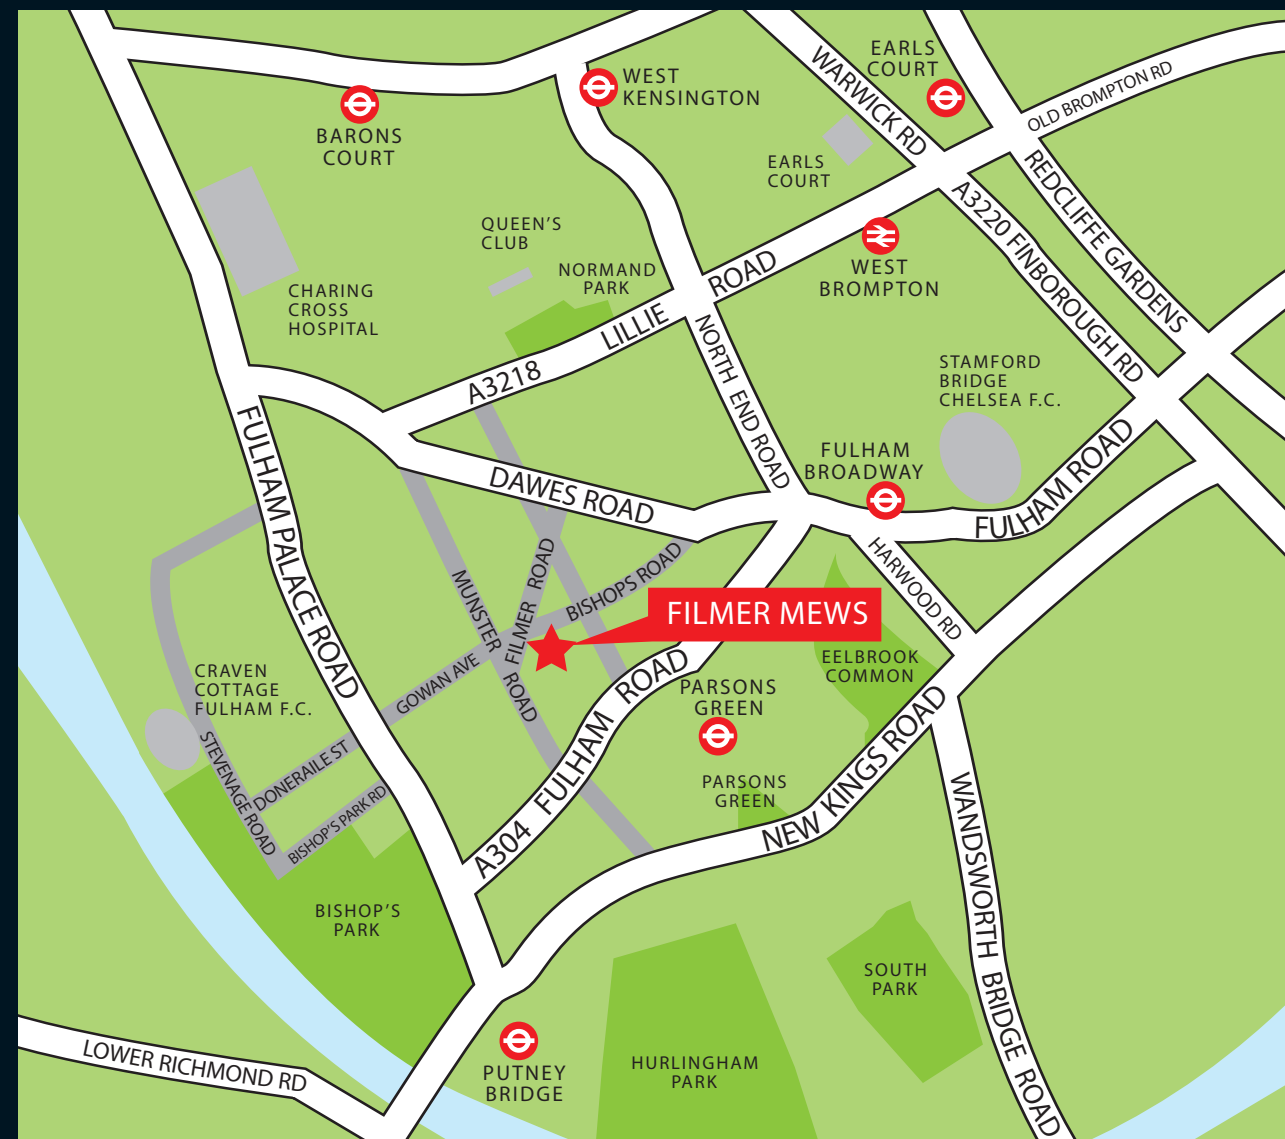 EARLS
COURT
WARWICK RD
OLD BROMPTON RD
WEST
KENSINGTON
BARONS
COURT
EARLS
COURT
REDCLIFFE GARDENS
A3220 FINBOROUGH RD
QUEEN'S
CLUB
NORMAND
PARK
WEST
BROMPTON
CHARING
CROSS
HOSPITAL
A3218 LILLIE ROAD
NORTH END ROAD
STAMFORD
BRIDGE
CHELSEA F.C.
FULHAM PALACE ROAD
FULHAM
BROADWAY
DAWES ROAD
FULHAM ROAD
HARWOOD RD
MUNSTER ROAD
FILMER ROAD
BISHOPS ROAD
FILMER MEWS
EELBROOK
COMMON
GOWAN AVE
CRAVEN
COTTAGE
FULHAM F.C.
PARSONS
GREEN
A304 FULHAM ROAD
STEVENAGE ROAD
DONERAILE ST
BISHOP'S PARK RD
PARSONS
GREEN
NEW KINGS ROAD
WANDSWORTH BRIDGE ROAD
BISHOP'S
PARK
SOUTH
PARK
LOWER RICHMOND RD
PUTNEY
BRIDGE
HURLINGHAM
PARK